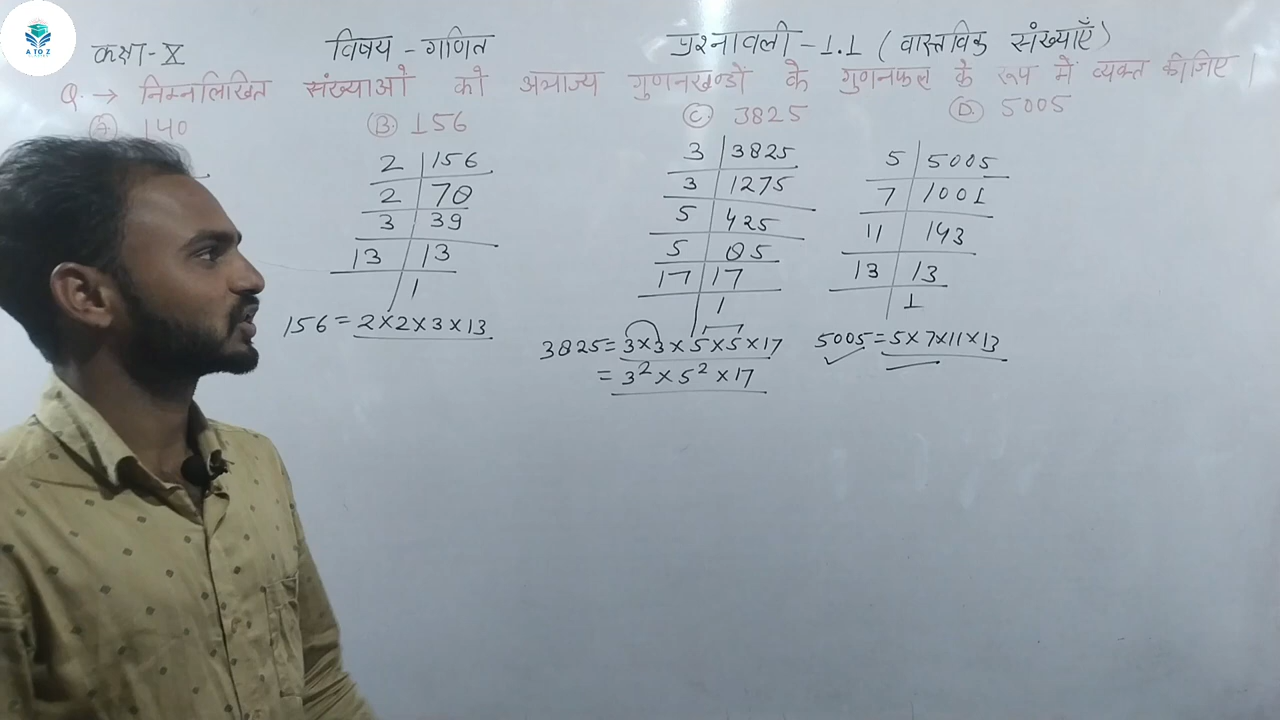 A TO Z
कक्षा-X विषय - गणित प्रश्नावली - 1.1 ( वास्तविक संख्याएँ )
Q. → निम्नलिखित संख्याओ को अभाज्य गुणनखण्डों के गुणनफल के रूप में व्यक्त कीजिए |
(A.) 140 (B.) 156 (C.) 3825 (D.) 5005
2 | 156
2 | 78
3 | 39
13 | 13
1
156 = 2×2×3×13
3 | 3825
3 | 1275
5 | 425
5 | 85
17 | 17
1
3825 = 3×3×5×5×17
= 3² × 5² × 17
5 | 5005
7 | 1001
11 | 143
13 | 13
1
5005 = 5×7×11×13